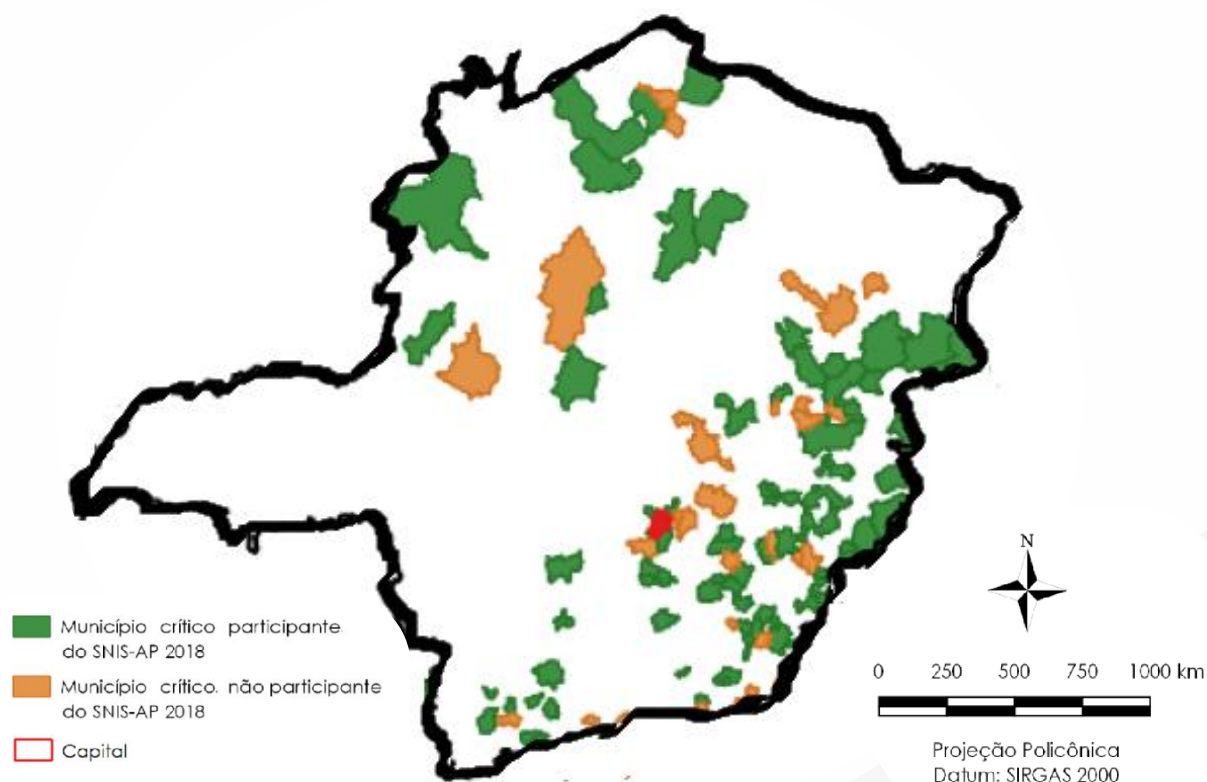 N
0 250 500 750 1000 km
Projeção Policônica
Datum: SIRGAS 2000
Município crítico participante
do SNIS-AP 2018
Município crítico. não participante
do SNIS-AP 2018
Capital